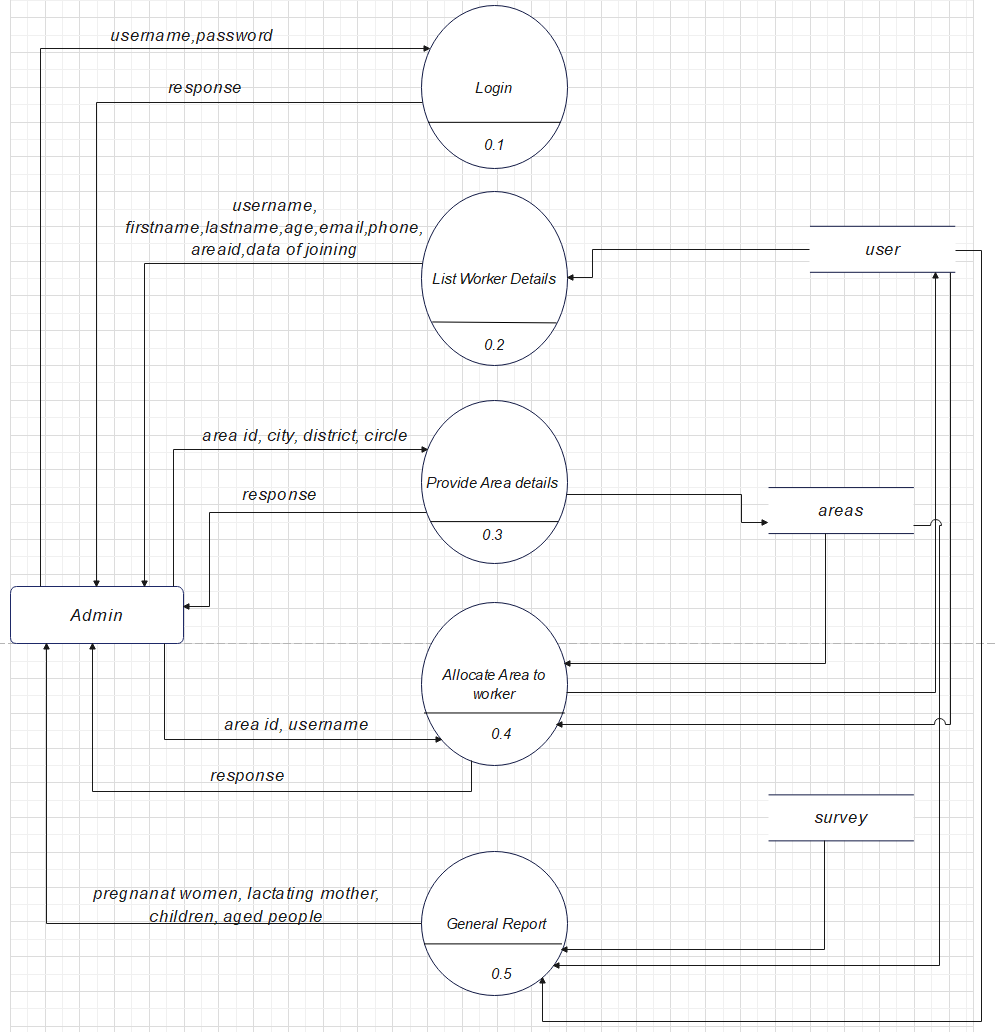 username,password
response
Login
0.1
username,
firstname,lastname,age,email,phone,
areaid,data of joining
List Worker Details
0.2
user
area id, city, district, circle
response
Provide Area details
0.3
areas
Admin
Allocate Area to
worker
0.4
area id, username
response
survey
pregnanat women, lactating mother,
children, aged people
General Report
0.5